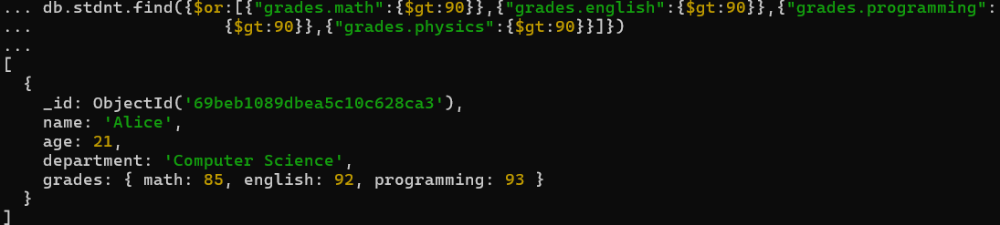 ... db.stdnt.find({$or:[{"grades.math":{$gt:90}},{"grades.english":{$gt:90}},{"grades.programming":
...                    {$gt:90}},{"grades.physics":{$gt:90}}]})
...
[
  {
    _id: ObjectId('69beb1089dbea5c10c628ca3'),
    name: 'Alice',
    age: 21,
    department: 'Computer Science',
    grades: { math: 85, english: 92, programming: 93 }
  }
]